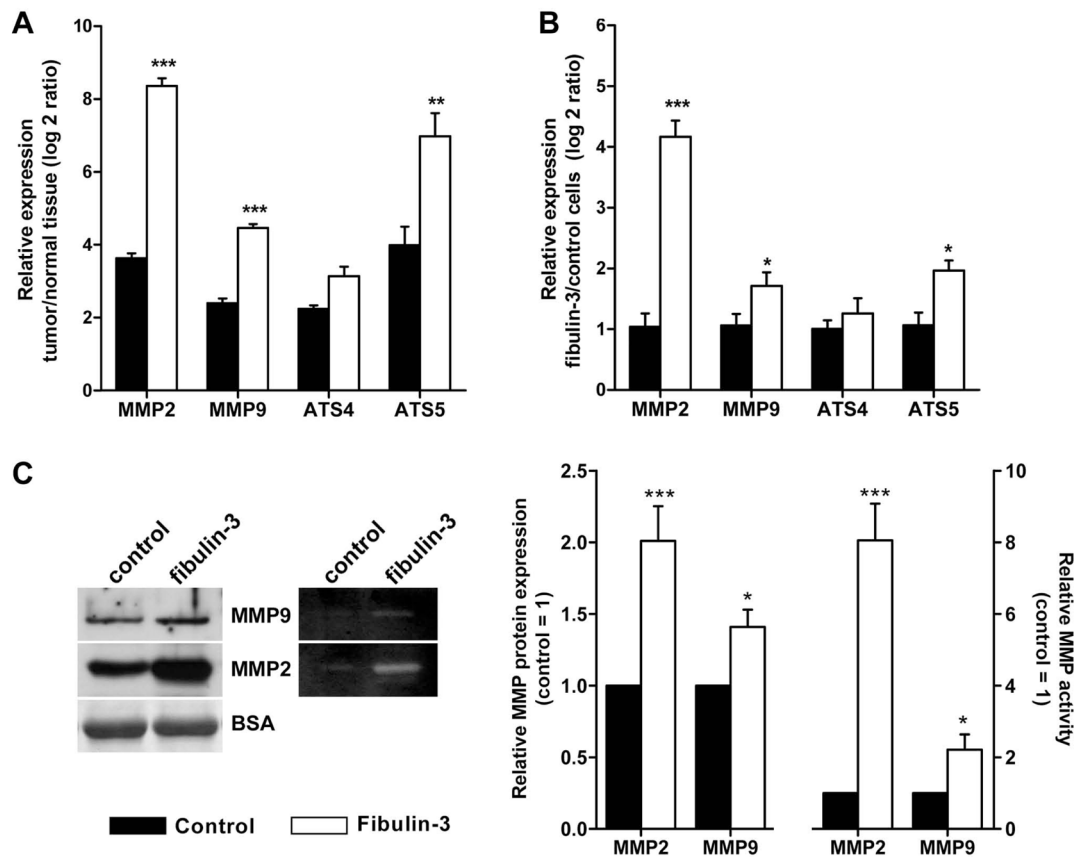 A
Relative expression
tumor/normal tissue (log 2 ratio)
10
8
6
4
2
0
***
***
**
MMP2 MMP9 ATS4 ATS5
B
Relative expression
fibulin-3/control cells (log 2 ratio)
6
5
4
3
2
1
0
***
*
*
MMP2 MMP9 ATS4 ATS5
C
control fibulin-3
control fibulin-3
MMP9
MMP2
BSA
Relative MMP protein expression
(control = 1)
2.5
2.0
1.5
1.0
0.5
0.0
***
*
MMP2 MMP9
***
*
MMP2 MMP9
10
8
6
4
2
0
Relative MMP activity
(control = 1)
Control Fibulin-3